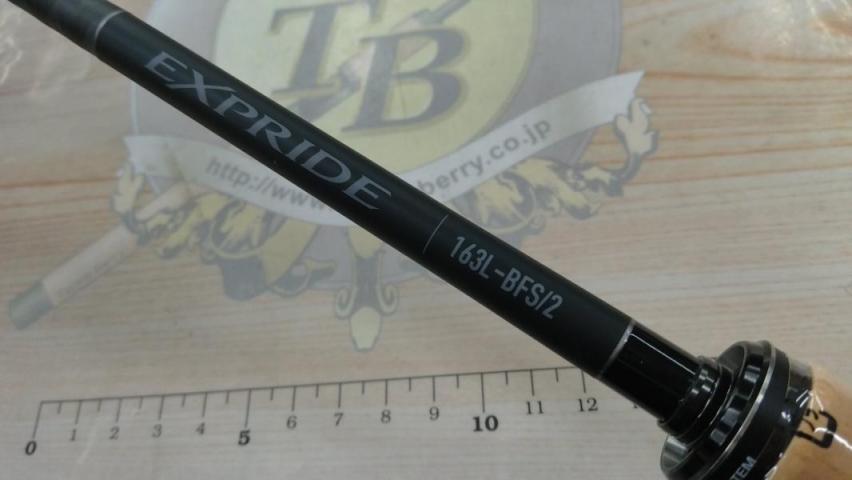 TB
EXPRIDE
http://www.
berry.co.jp
163L-BFS/2
0 1 2 3 4 5 6 7 8 9 10 11 12
TEM